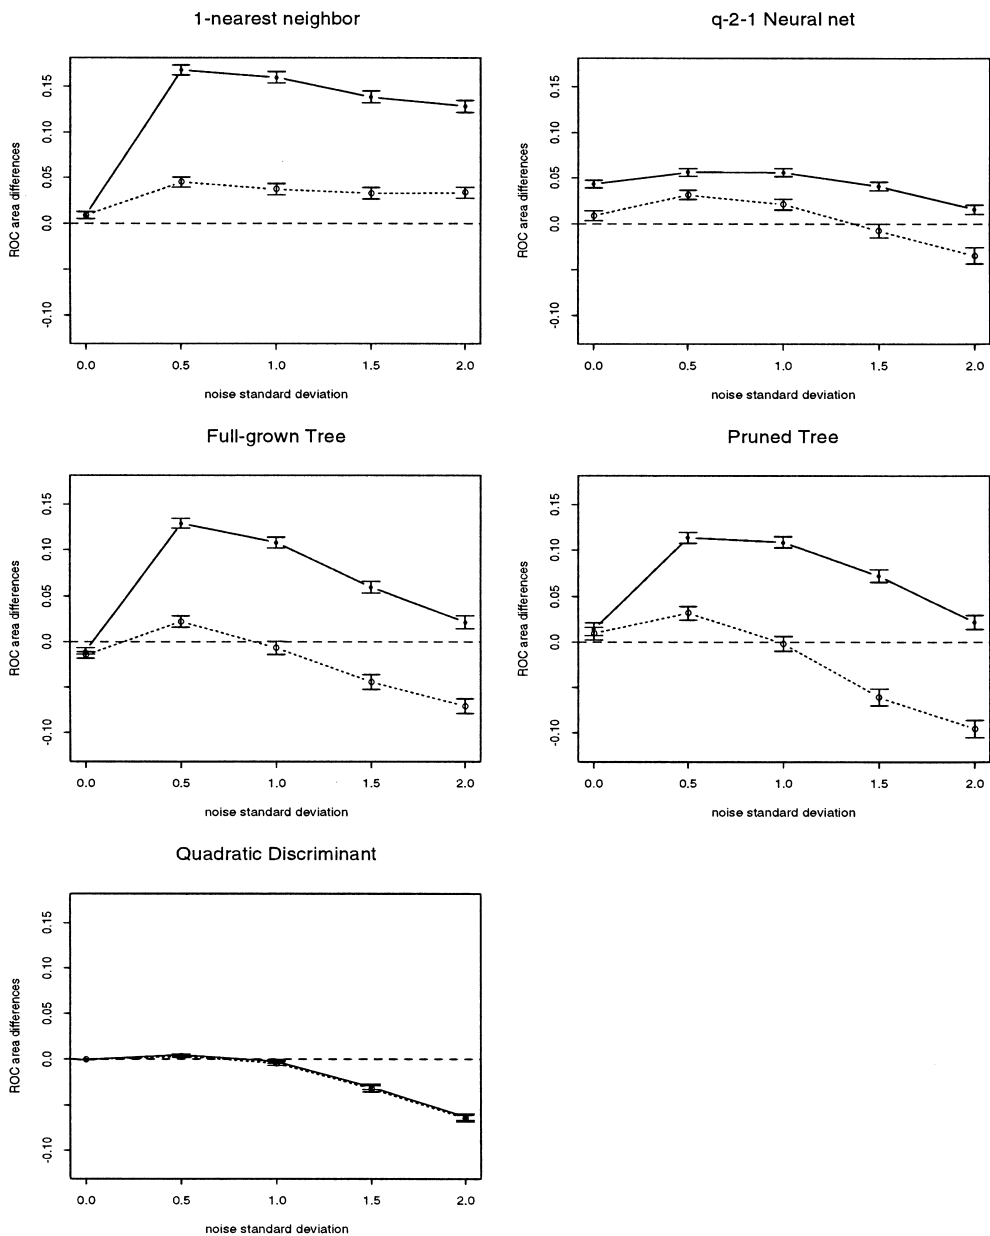 1-nearest neighbor
ROC area differences
0.15
0.10
0.05
0.0
-0.10
0.0 0.5 1.0 1.5 2.0
noise standard deviation
q-2-1 Neural net
ROC area differences
0.15
0.10
0.05
0.0
-0.10
0.0 0.5 1.0 1.5 2.0
noise standard deviation
Full-grown Tree
ROC area differences
0.15
0.10
0.05
0.0
-0.10
0.0 0.5 1.0 1.5 2.0
noise standard deviation
Pruned Tree
ROC area differences
0.15
0.10
0.05
0.0
-0.10
0.0 0.5 1.0 1.5 2.0
noise standard deviation
Quadratic Discriminant
ROC area differences
0.15
0.10
0.05
0.0
-0.10
0.0 0.5 1.0 1.5 2.0
noise standard deviation